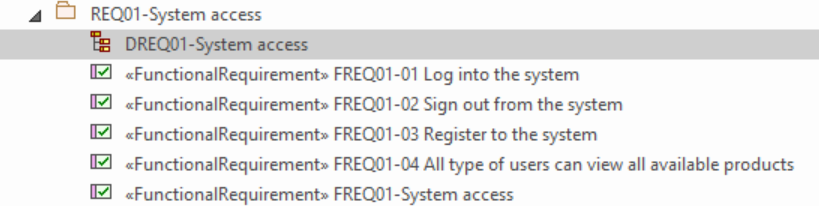 REQ01-System access
DREQ01-System access
«FunctionalRequirement» FREQ01-01 Log into the system
«FunctionalRequirement» FREQ01-02 Sign out from the system
«FunctionalRequirement» FREQ01-03 Register to the system
«FunctionalRequirement» FREQ01-04 All type of users can view all available products
«FunctionalRequirement» FREQ01-System access